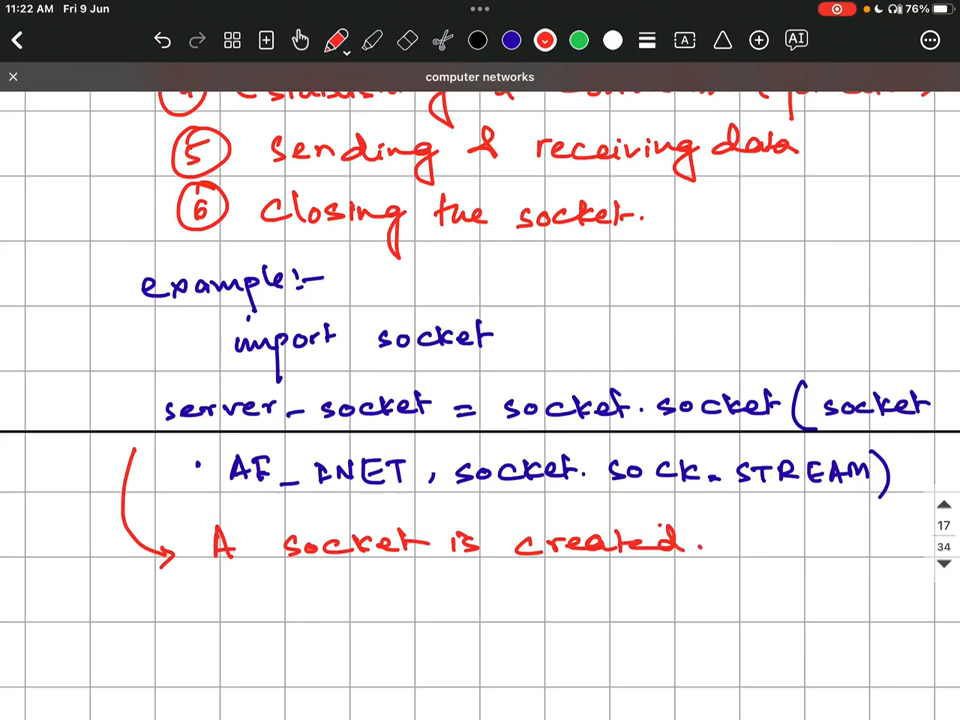 11:22 AM Fri 9 Jun
76%
computer networks
5 sending & receiving data
6 closing the socket.
example:-
import socket
server_socket = socket.socket(socket
. AF_INET, socket. SOCK_STREAM)
A socket is created.
17
34